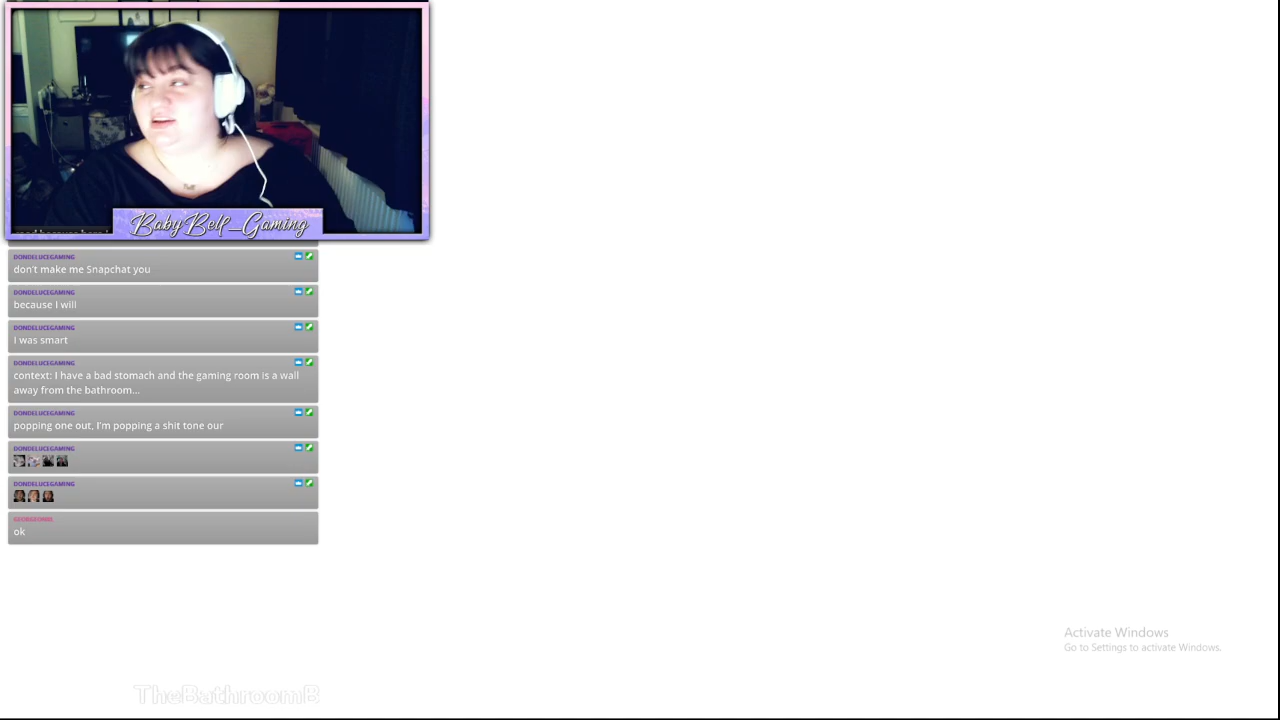 BabyBell_Gaming
DONDELUCEGAMING
don't make me Snapchat you
DONDELUCEGAMING
because I will
DONDELUCEGAMING
i was smart
DONDELUCEGAMING
context: I have a bad stomach and the gaming room is a wall
away from the bathroom...
DONDELUCEGAMING
popping one out, I'm popping a shit tone our
DONDELUCEGAMING
DONDELUCEGAMING
ok
Activate Windows
Go to Settings to activate Windows.
TheBathroomB